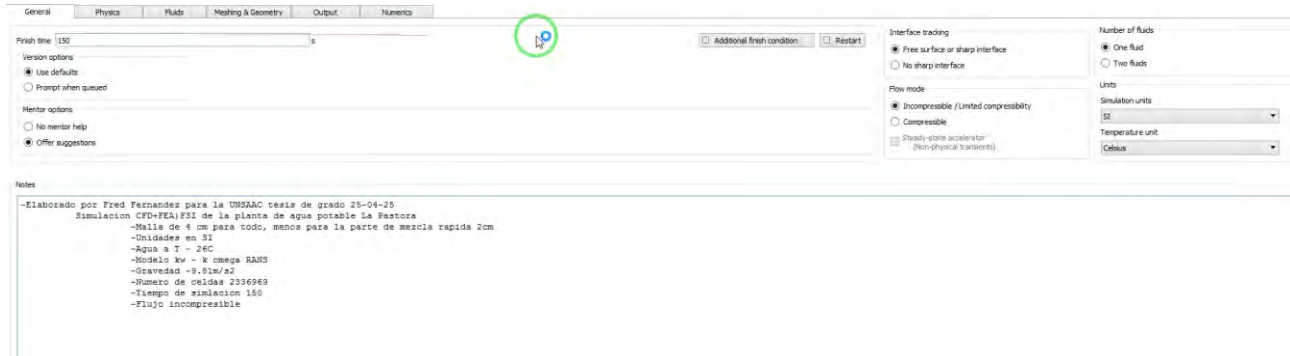 General Physics Fluids Meshing & Geometry Output Numerics
Finish time 150 s
Additional finish condition Restart
Version options
Use defaults
Prompt when queued
Mentor options
No mentor help
Offer suggestions
Interface tracking
Free surface or sharp interface
No sharp interface
Flow mode
Incompressible / Limited compressibility
Compressible
Steady-state accelerator
(Non-physical transients)
Number of fluids
One fluid
Two fluids
Units
Simulation units
SI
Temperature unit
Celsius
Notes
-Elaborado por Fred Fernandez para la UNSAAC tesis de grado 25-04-25
Simulacion CFD+FEA)FSI de la planta de agua potable La Pastora
-Malla de 4 cm para todo, menos para la parte de mezcla rapida 2cm
-Unidades en SI
-Agua a T - 26C
-Modelo kw - k omega RANS
-Gravedad -9.81m/s2
-Numero de celdas 2336969
-Tiempo de simlacion 150
-Flujo incompresible